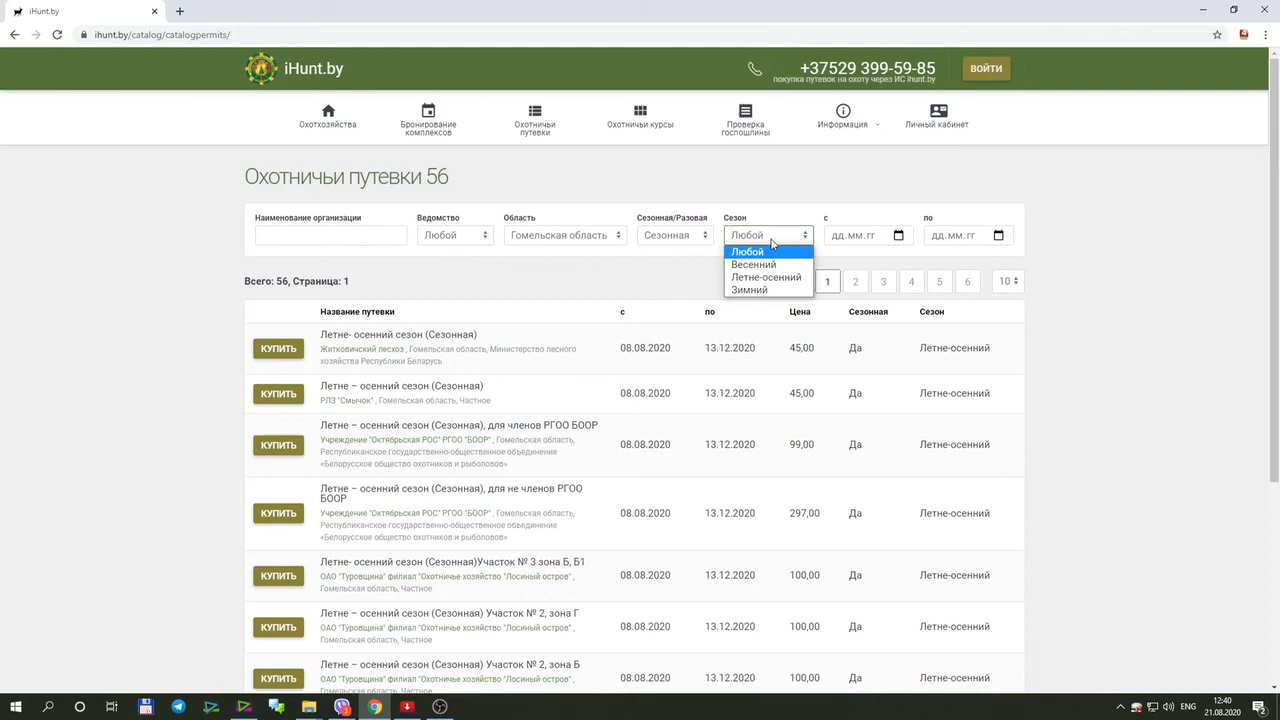 iHunt.by
ihunt.by/catalog/catalogpermits/
iHunt.by
+37529 399-59-85
покупка путевок на охоту через ИС ihunt.by
ВОЙТИ
Охотхозяйства
Бронирование
комплексов
Охотничьи
путевки
Охотничьи курсы
Проверка
госпошлины
Информация
Личный кабинет
Охотничьи путевки 56
Наименование организации
Ведомство
Область
Сезонная/Разовая
Сезон
с
по
Любой
Гомельская область
Сезонная
Любой
дд.мм.гг
дд.мм.гг
Любой
Весенний
Летне-осенний
Зимний
Всего: 56, Страница: 1
1 2 3 4 5 6 10
Название путевки с по Цена Сезонная Сезон
КУПИТЬ
Летне- осенний сезон (Сезонная)
Житковичский лесхоз , Гомельская область, Министерство лесного
хозяйства Республики Беларусь
08.08.2020 13.12.2020 45,00 Да Летне-осенний
КУПИТЬ
Летне – осенний сезон (Сезонная)
РЛЗ "Смычок" , Гомельская область, Частное
08.08.2020 13.12.2020 45,00 Да Летне-осенний
КУПИТЬ
Летне – осенний сезон (Сезонная), для членов РГОО БООР
Учреждение "Октябрьская РОС" РГОО "БООР" , Гомельская область,
Республиканское государственно-общественное объединение
«Белорусское общество охотников и рыболовов»
08.08.2020 13.12.2020 99,00 Да Летне-осенний
КУПИТЬ
Летне – осенний сезон (Сезонная), для не членов РГОО
БООР
Учреждение "Октябрьская РОС" РГОО "БООР" , Гомельская область,
Республиканское государственно-общественное объединение
«Белорусское общество охотников и рыболовов»
08.08.2020 13.12.2020 297,00 Да Летне-осенний
КУПИТЬ
Летне- осенний сезон (Сезонная)Участок № 3 зона Б, Б1
ОАО "Туровщина" филиал "Охотничье хозяйство "Лосиный остров" ,
Гомельская область, Частное
08.08.2020 13.12.2020 100,00 Да Летне-осенний
КУПИТЬ
Летне – осенний сезон (Сезонная) Участок № 2, зона Г
ОАО "Туровщина" филиал "Охотничье хозяйство "Лосиный остров" ,
Гомельская область, Частное
08.08.2020 13.12.2020 100,00 Да Летне-осенний
КУПИТЬ
Летне – осенний сезон (Сезонная) Участок № 2, зона Б
ОАО "Туровщина" филиал "Охотничье хозяйство "Лосиный остров" ,
Гомельская область, Частное
08.08.2020 13.12.2020 100,00 Да Летне-осенний
12:40
21.08.2020